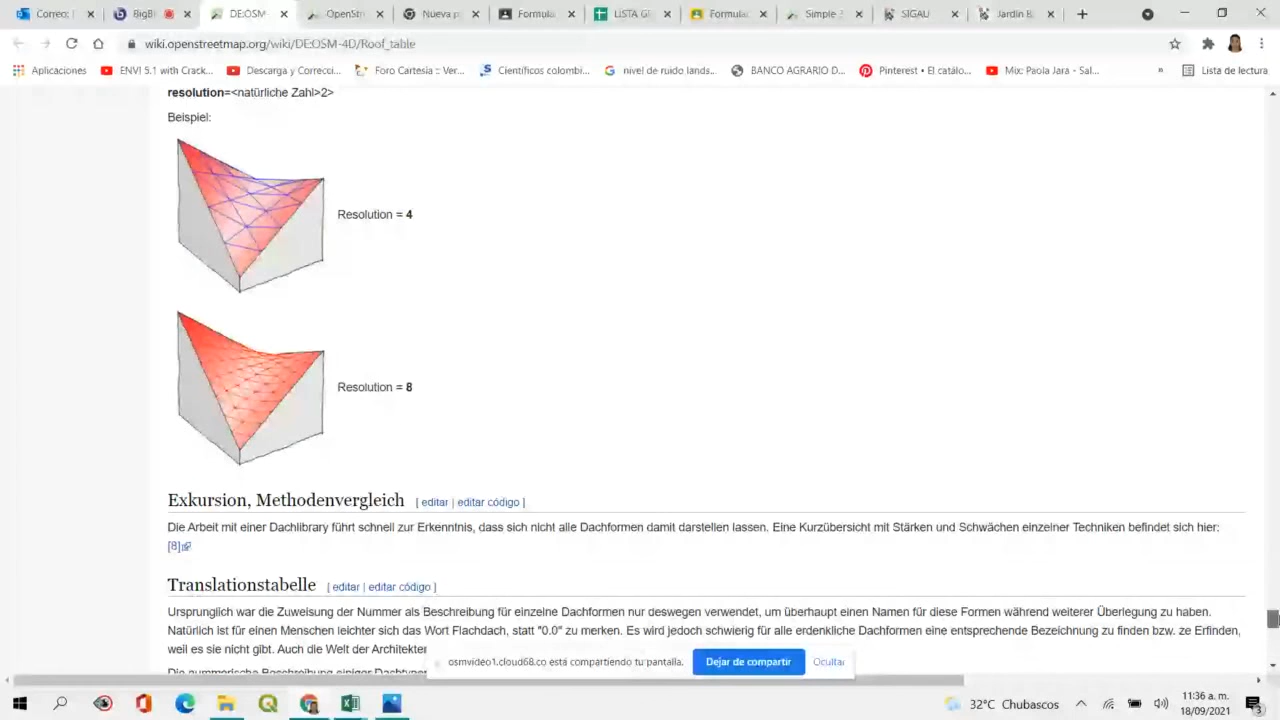 Correo:
BigB
DE:OSM-
OpenStr
Nueva p
Formula
LISTA G
Formula
Simple 3
SIGAU
Jardin B
wiki.openstreetmap.org/wiki/DE:OSM-4D/Roof_table
Aplicaciones
ENVI 5.1 with Crack...
Descarga y Correcci...
Foro Cartesia :: Ver...
Científicos colombi...
nivel de ruido lands...
BANCO AGRARIO D...
Pinterest • El catálo...
Mix: Paola Jara - Sal...
»
Lista de lectura
resolution=<natürliche Zahl>2>
Beispiel:
Resolution = 4
Resolution = 8
Exkursion, Methodenvergleich [ editar | editar código ]
Die Arbeit mit einer Dachlibrary führt schnell zur Erkenntnis, dass sich nicht alle Dachformen damit darstellen lassen. Eine Kurzübersicht mit Stärken und Schwächen einzelner Techniken befindet sich hier:
[8]
Translationstabelle [ editar | editar código ]
Ursprunglich war die Zuweisung der Nummer als Beschreibung für einzelne Dachformen nur deswegen verwendet, um überhaupt einen Namen für diese Formen während weiterer Überlegung zu haben.
Natürlich ist für einen Menschen leichter sich das Wort Flachdach, statt "0.0" zu merken. Es wird jedoch schwierig für alle erdenkliche Dachformen eine entsprechende Bezeichnung zu finden bzw. ze Erfinden,
weil es sie nicht gibt. Auch die Welt der Architekten
osmvideo1.cloud68.co está compartiendo tu pantalla.
Dejar de compartir
Ocultar
32°C Chubascos
11:36 a. m.
18/09/2021
3